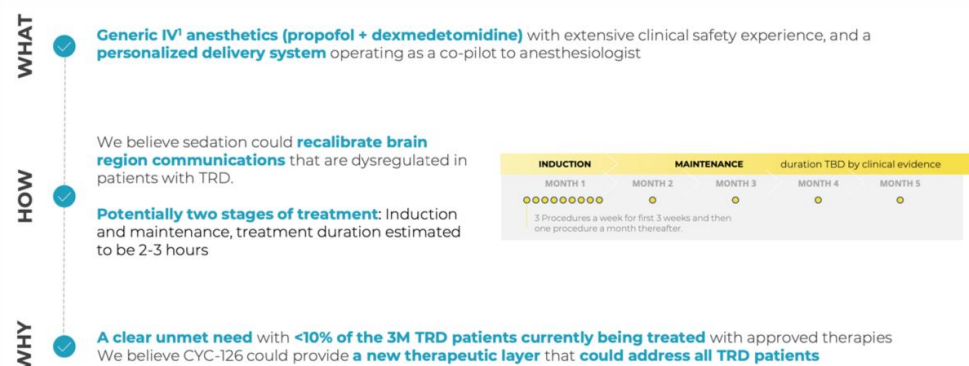 WHAT
Generic IV¹ anesthetics (propofol + dexmedetomidine) with extensive clinical safety experience, and a
personalized delivery system operating as a co-pilot to anesthesiologist
HOW
We believe sedation could recalibrate brain
region communications that are dysregulated in
patients with TRD.
Potentially two stages of treatment: Induction
and maintenance, treatment duration estimated
to be 2-3 hours
INDUCTION MAINTENANCE duration TBD by clinical evidence
MONTH 1 MONTH 2 MONTH 3 MONTH 4 MONTH 5
3 Procedures a week for first 3 weeks and then
one procedure a month thereafter.
WHY
A clear unmet need with <10% of the 3M TRD patients currently being treated with approved therapies
We believe CYC-126 could provide a new therapeutic layer that could address all TRD patients